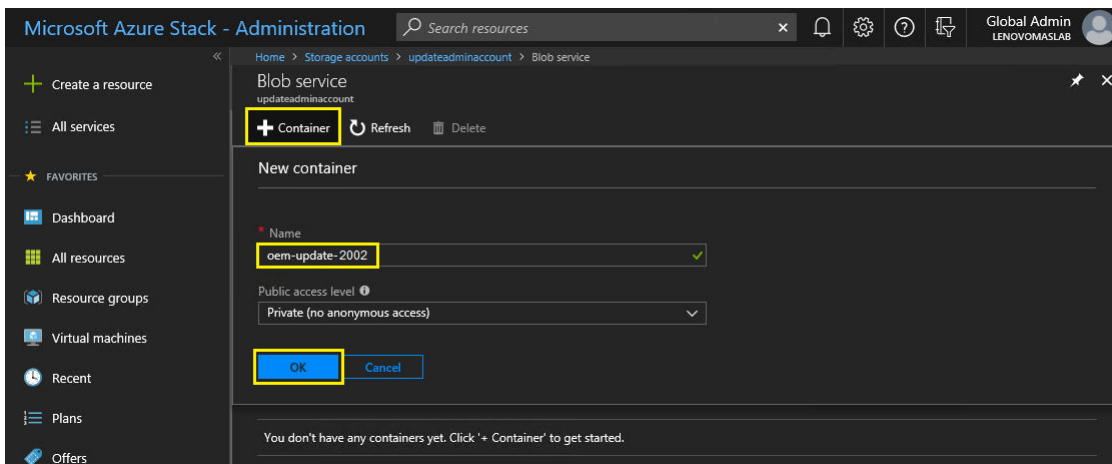 Microsoft Azure Stack - Administration
Search resources
Global Admin
LENOVOMASLAB
Home > Storage accounts > updateadminaccount > Blob service
Create a resource
All services
FAVORITES
Dashboard
All resources
Resource groups
Virtual machines
Recent
Plans
Offers
Blob service
updateadminaccount
Container Refresh Delete
New container
* Name
oem-update-2002
Public access level
Private (no anonymous access)
OK Cancel
You don't have any containers yet. Click '+ Container' to get started.